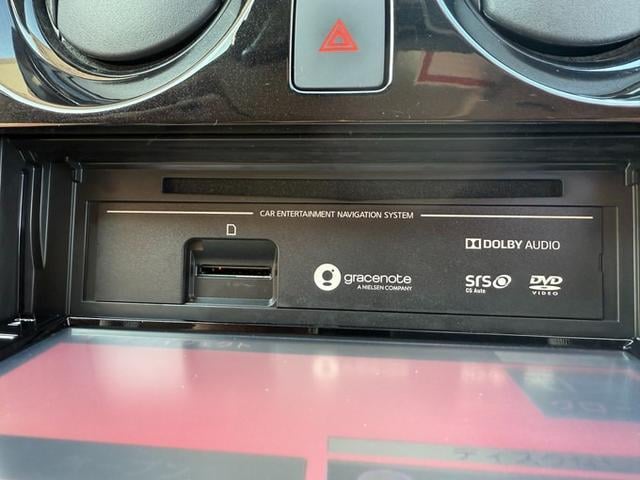 CAR ENTERTAINMENT NAVIGATION SYSTEM
DOLBY AUDIO
gracenote
A NIELSEN COMPANY
SRS
CS Auto
DVD
VIDEO